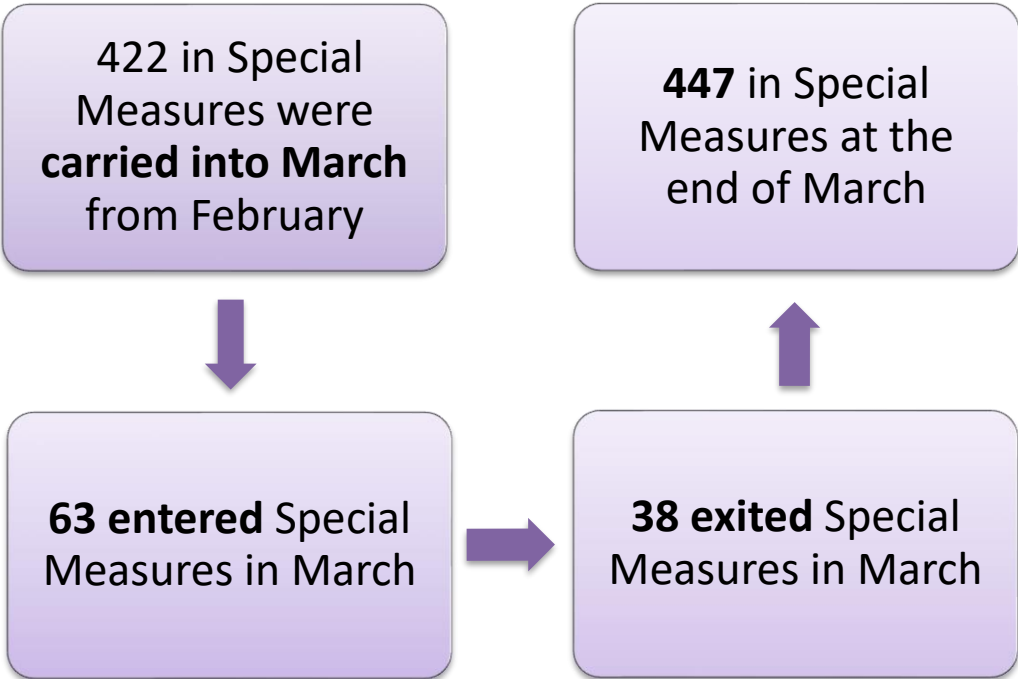 422 in Special
Measures were
carried into March
from February
63 entered Special
Measures in March
38 exited Special
Measures in March
447 in Special
Measures at the
end of March